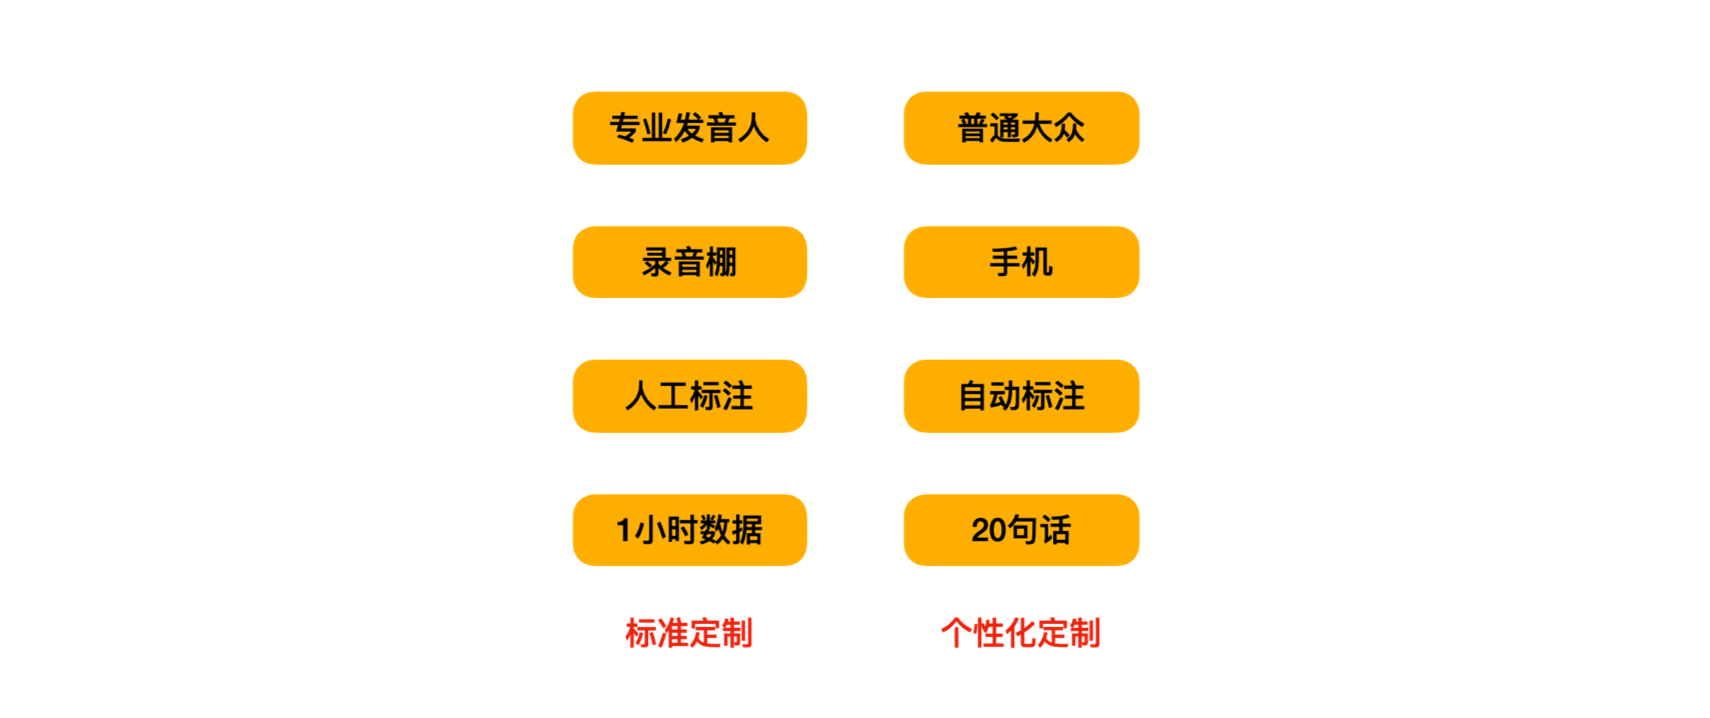 专业发音人
普通大众
录音棚
手机
人工标注
自动标注
1小时数据
20句话
标准定制
个性化定制